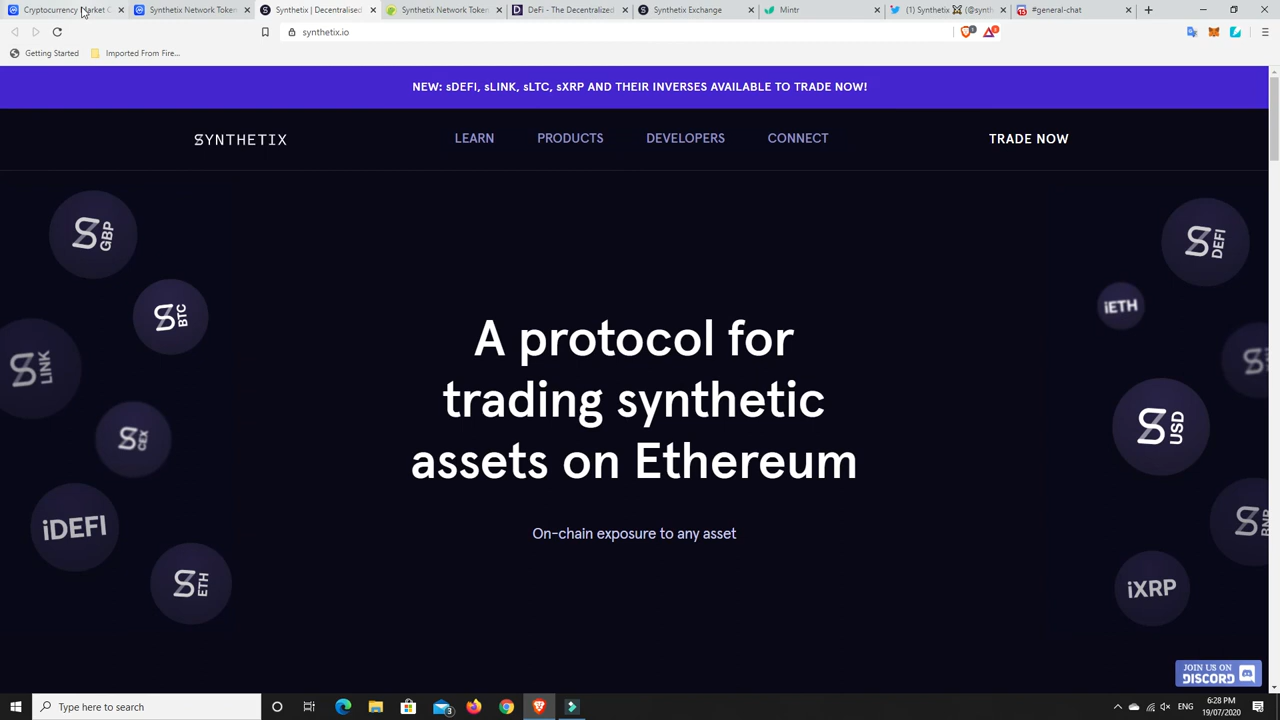 Cryptocurrency Market C
Synthetix Network Token
Synthetix | Decentralised
Synthetix Network Token
DeFi - The Decentralized
Synthetix Exchange
Mintr
(1) Synthetix ⚔️ (@synth
#general-chat
synthetix.io
Getting Started
Imported From Fire...
NEW: sDEFI, sLINK, sLTC, sXRP AND THEIR INVERSES AVAILABLE TO TRADE NOW!
SYNTHETIX
LEARN
PRODUCTS
DEVELOPERS
CONNECT
TRADE NOW
S GBP
S BTC
S LINK
S CEX
iDEFI
S ETH
A protocol for
trading synthetic
assets on Ethereum
On-chain exposure to any asset
S DEFI
iETH
S
S USD
S BNB
iXRP
JOIN US ON
DISCORD
Type here to search
ENG
6:28 PM
19/07/2020